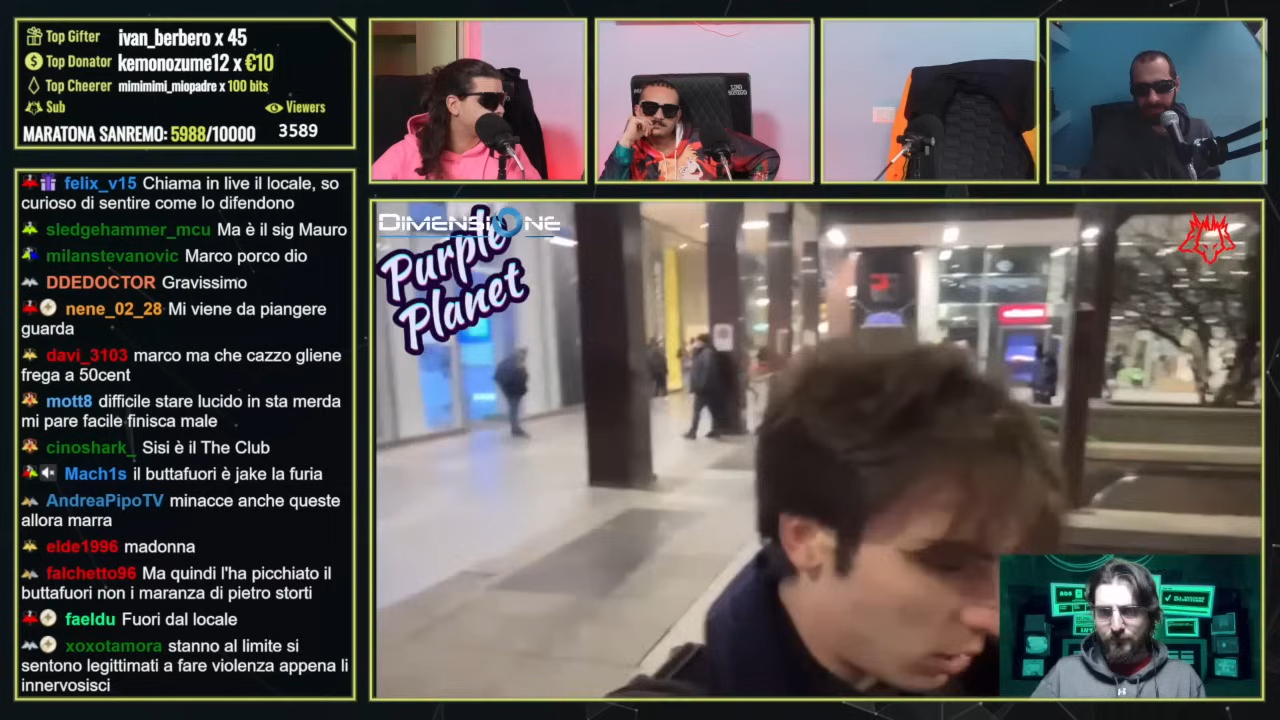 Top Gifter ivan_berbero x 45
Top Donator kemonozume12 x €10
Top Cheerer mimimimi_miopadre x 100 bits
Sub Viewers
MARATONA SANREMO: 5988/10000 3589
felix_v15 Chiama in live il locale, so
curioso di sentire come lo difendono
sledgehammer_mcu Ma è il sig Mauro
milanstevanovic Marco porco dio
DDEDOCTOR Gravissimo
nene_02_28 Mi viene da piangere
guarda
davi_3103 marco ma che cazzo gliene
frega a 50cent
mott8 difficile stare lucido in sta merda
mi pare facile finisca male
cinoshark_ Sisi è il The Club
Mach1s il buttafuori è jake la furia
AndreaPipoTV minacce anche queste
allora marra
elde1996 madonna
falchetto96 Ma quindi l'ha picchiato il
buttafuori non i maranza di pietro storti
faeldu Fuori dal locale
xoxotamora stanno al limite si
sentono legittimati a fare violenza appena li
innervosisci
DIMENSIONE
Purple
Planet